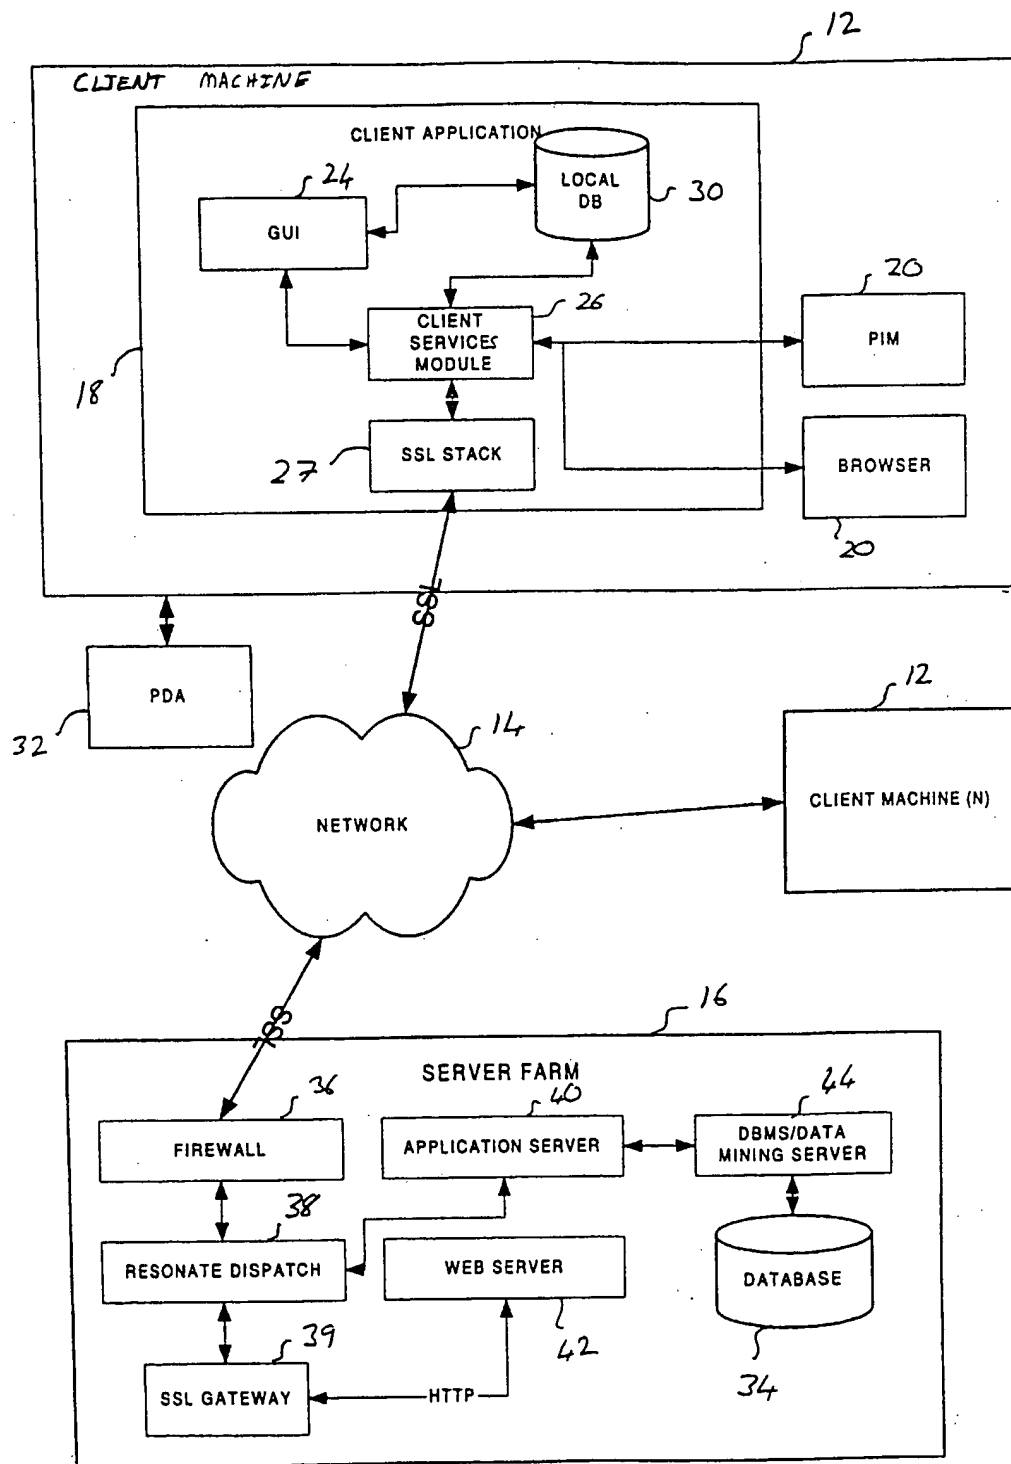 12
CLIENT MACHINE
CLIENT APPLICATION
24
GUI
LOCAL
DB
30
26
CLIENT
SERVICES
MODULE
20
PIM
18
27
SSL STACK
BROWSER
20
SSL
PDA
32
14
NETWORK
12
CLIENT MACHINE (N)
SSL
16
SERVER FARM
36
FIREWALL
40
APPLICATION SERVER
44
DBMS/DATA
MINING SERVER
38
RESONATE DISPATCH
WEB SERVER
42
DATABASE
34
39
SSL GATEWAY
HTTP